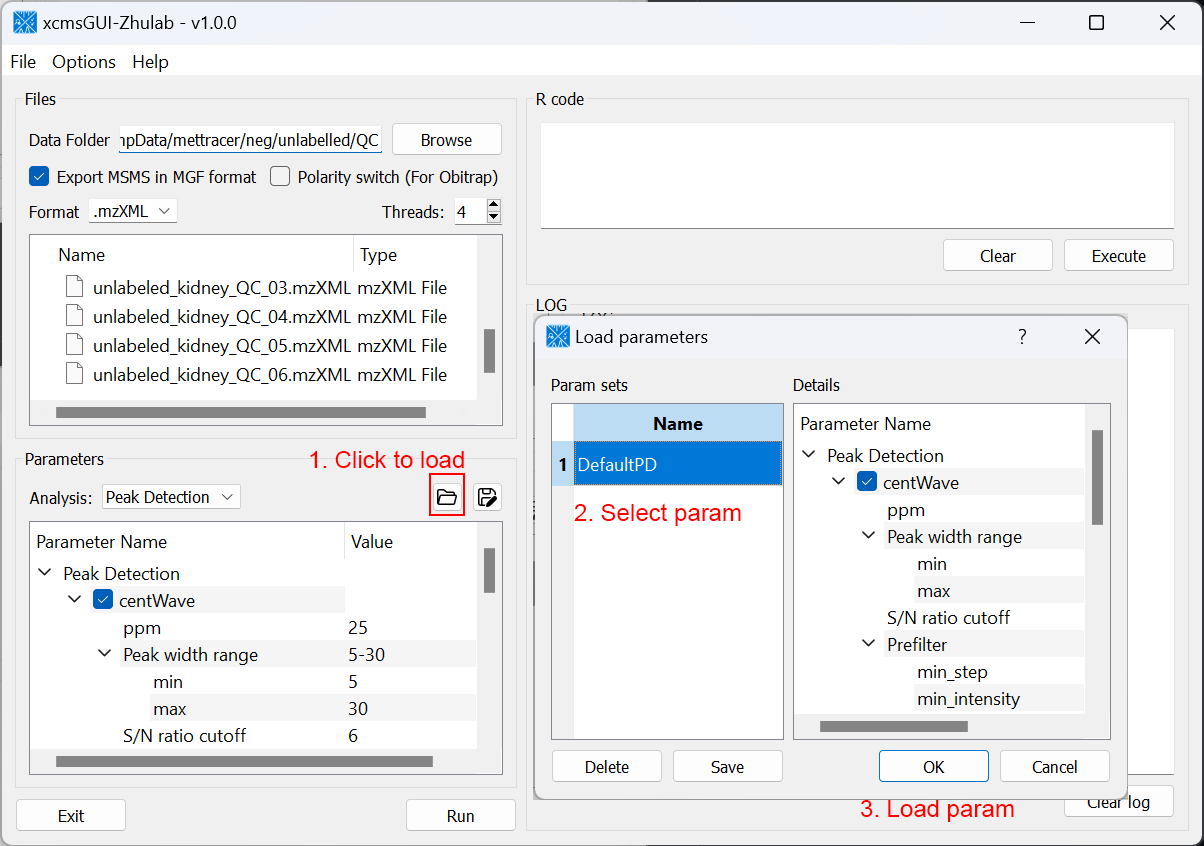 xcmsGUI-Zhulab - v1.0.0
File Options Help
Files
Data Folder npData/mettracer/neg/unlabelled/QC Browse
Export MSMS in MGF format Polarity switch (For Obitrap)
Format .mzXML Threads: 4
Name Type
unlabeled_kidney_QC_03.mzXML mzXML File
unlabeled_kidney_QC_04.mzXML mzXML File
unlabeled_kidney_QC_05.mzXML mzXML File
unlabeled_kidney_QC_06.mzXML mzXML File
Parameters
1. Click to load
Analysis: Peak Detection
Parameter Name Value
Peak Detection
centWave
ppm 25
Peak width range 5-30
min 5
max 30
S/N ratio cutoff 6
Exit Run
R code
Clear Execute
LOG
Load parameters ?
Param sets Details
Name
1 DefaultPD
2. Select param
Parameter Name
Peak Detection
centWave
ppm
Peak width range
min
max
S/N ratio cutoff
Prefilter
min_step
min_intensity
Delete Save OK Cancel
3. Load param
Clear log